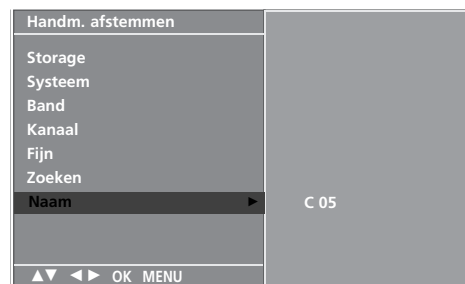 Handm. afstemmen
Storage
Systeem
Band
Kanaal
Fijn
Zoeken
Naam ► C 05
▲▼ ◄► OK MENU